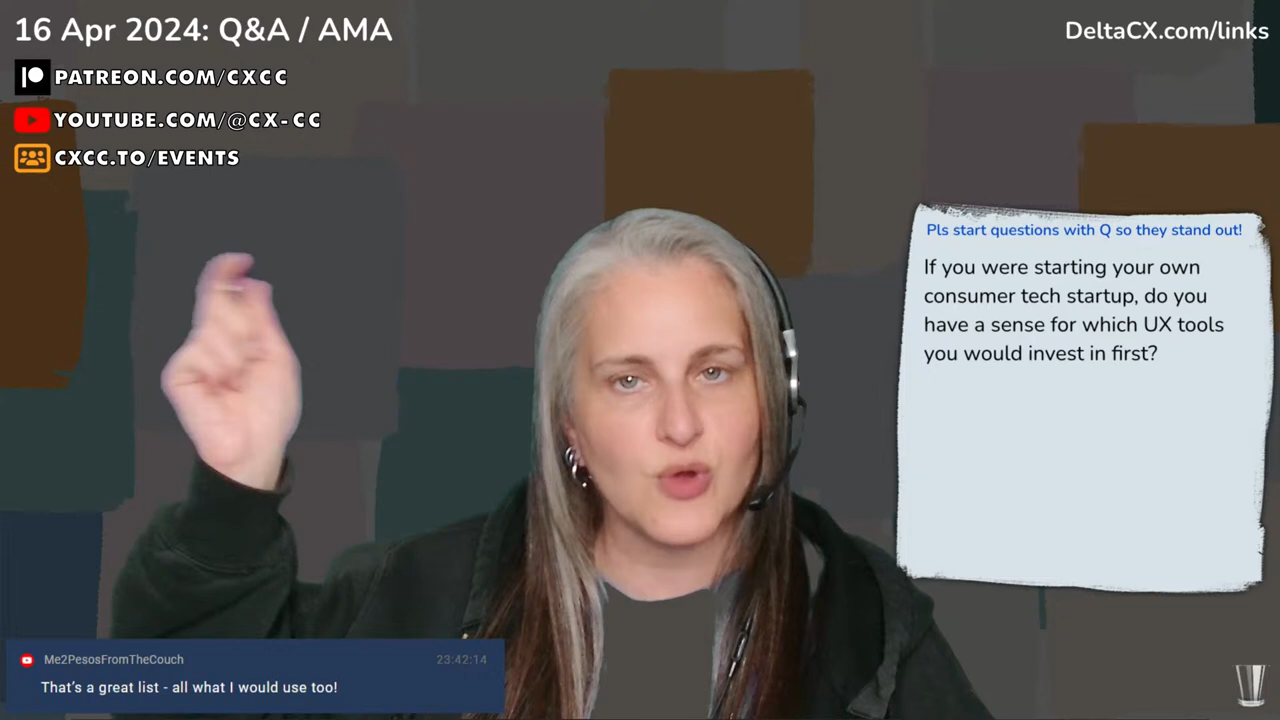 16 Apr 2024: Q&A / AMA
DeltaCX.com/links
PATREON.COM/CXCC
YOUTUBE.COM/@CX-CC
CXCC.TO/EVENTS
Pls start questions with Q so they stand out!
If you were starting your own
consumer tech startup, do you
have a sense for which UX tools
you would invest in first?
Me2PesosFromTheCouch
23:42:14
That's a great list - all what I would use too!